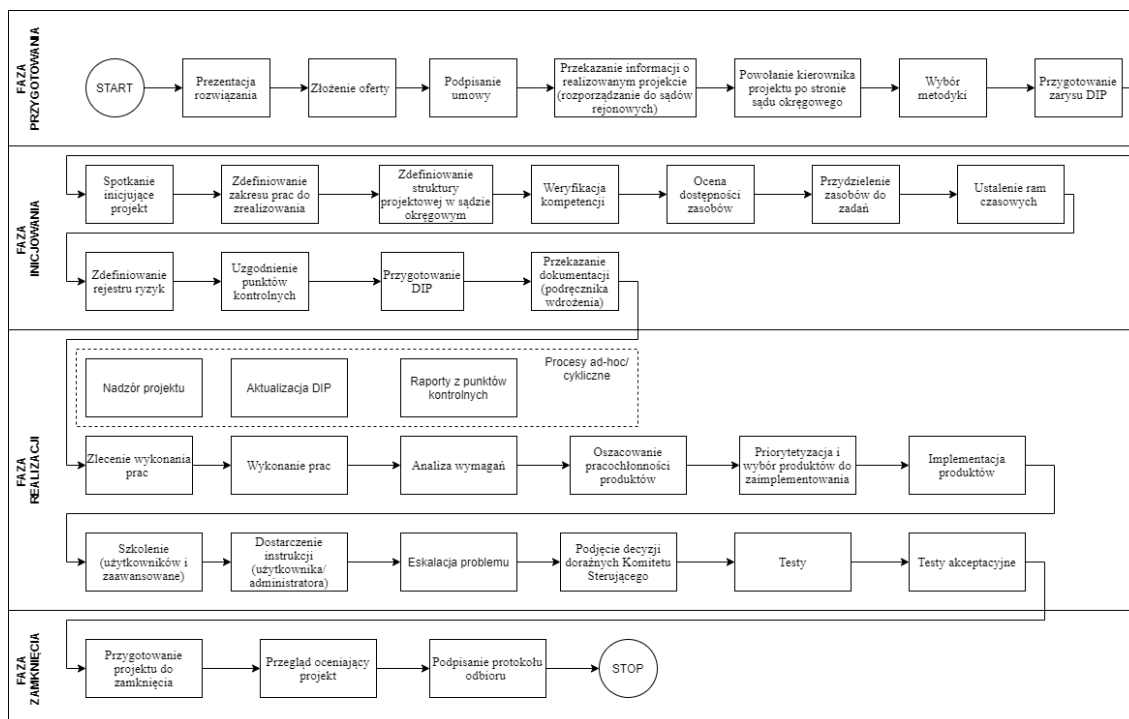 FAZA
PRZYGOTOWANIA
START
Prezentacja
rozwiązania
Złożenie oferty
Podpisanie
umowy
Przekazanie informacji o
realizowanym projekcie
(rozporządzanie do sądów
rejonowych)
Powołanie kierownika
projektu po stronie
sądu okręgowego
Wybór
metodyki
Przygotowanie
zarysu DIP
FAZA
INICJOWANIA
Spotkanie
inicjujące
projekt
Zdefiniowanie
zakresu prac do
zrealizowania
Zdefiniowanie
struktury
projektowej w sądzie
okręgowym
Weryfikacja
kompetencji
Ocena
dostępności
zasobów
Przydzielenie
zasobów do
zadań
Ustalenie ram
czasowych
Zdefiniowanie
rejestru ryzyk
Uzgodnienie
punktów
kontrolnych
Przygotowanie
DIP
Przekazanie
dokumentacji
(podręcznika
wdrożenia)
FAZA
REALIZACJI
Nadzór projektu
Aktualizacja DIP
Raporty z punktów
kontrolnych
Procesy ad-hoc/
cykliczne
Zlecenie wykonania
prac
Wykonanie prac
Analiza wymagań
Oszacowanie
pracochłonności
produktów
Priorytetyzacja i
wybór produktów do
zaimplementowania
Implementacja
produktów
Szkolenie
(użytkowników i
zaawansowane)
Dostarczenie
instrukcji
(użytkownika/
administratora)
Eskalacja problemu
Podjęcie decyzji
doraźnych Komitetu
Sterującego
Testy
Testy akceptacyjne
FAZA
ZAMKNIĘCIA
Przygotowanie
projektu do
zamknięcia
Przegląd oceniający
projekt
Podpisanie protokołu
odbioru
STOP